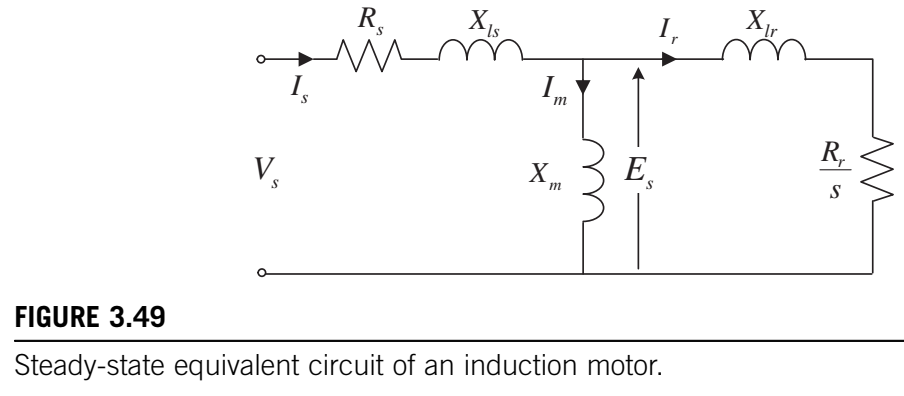 R_s
X_ls
I_r
X_lr
I_s
I_m
V_s
X_m
E_s
R_r
s
FIGURE 3.49
Steady-state equivalent circuit of an induction motor.